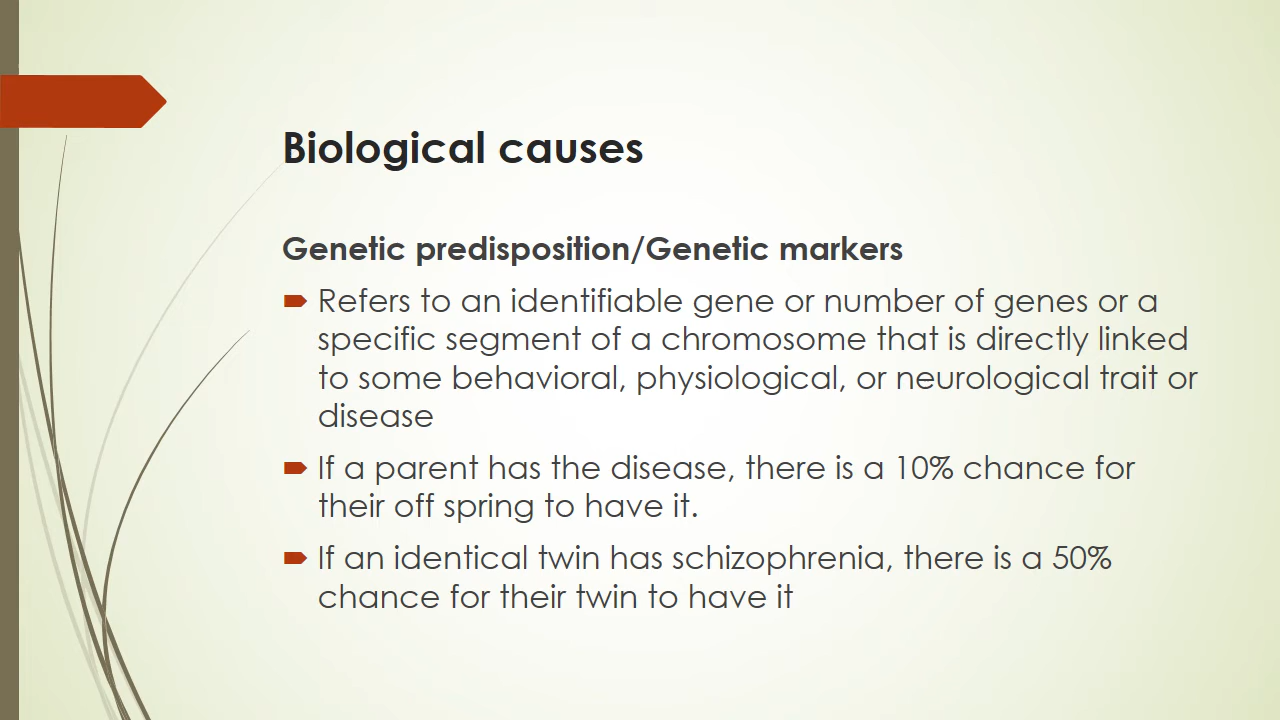 Biological causes
Genetic predisposition/Genetic markers
Refers to an identifiable gene or number of genes or a
specific segment of a chromosome that is directly linked
to some behavioral, physiological, or neurological trait or
disease
If a parent has the disease, there is a 10% chance for
their off spring to have it.
If an identical twin has schizophrenia, there is a 50%
chance for their twin to have it